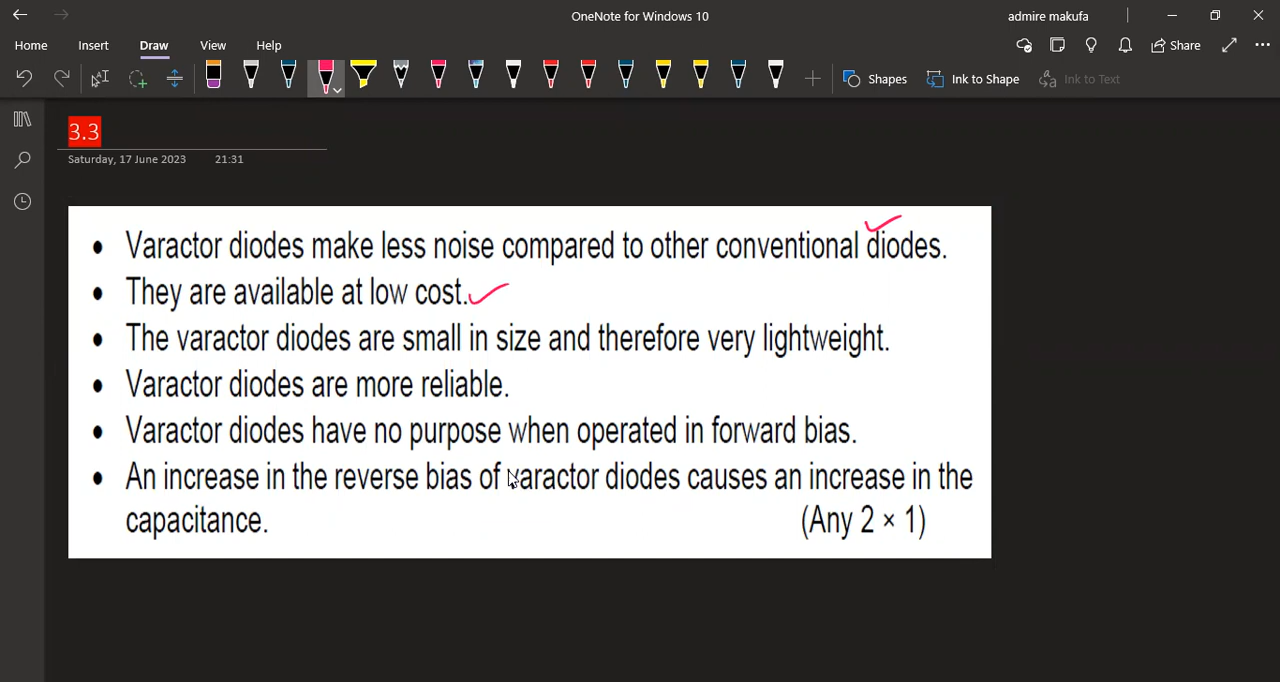 OneNote for Windows 10
admire makufa
Home Insert Draw View Help
Share
Shapes Ink to Shape Ink to Text
3.3
Saturday, 17 June 2023 21:31
• Varactor diodes make less noise compared to other conventional diodes.
• They are available at low cost.
• The varactor diodes are small in size and therefore very lightweight.
• Varactor diodes are more reliable.
• Varactor diodes have no purpose when operated in forward bias.
• An increase in the reverse bias of varactor diodes causes an increase in the
capacitance. (Any 2 × 1)